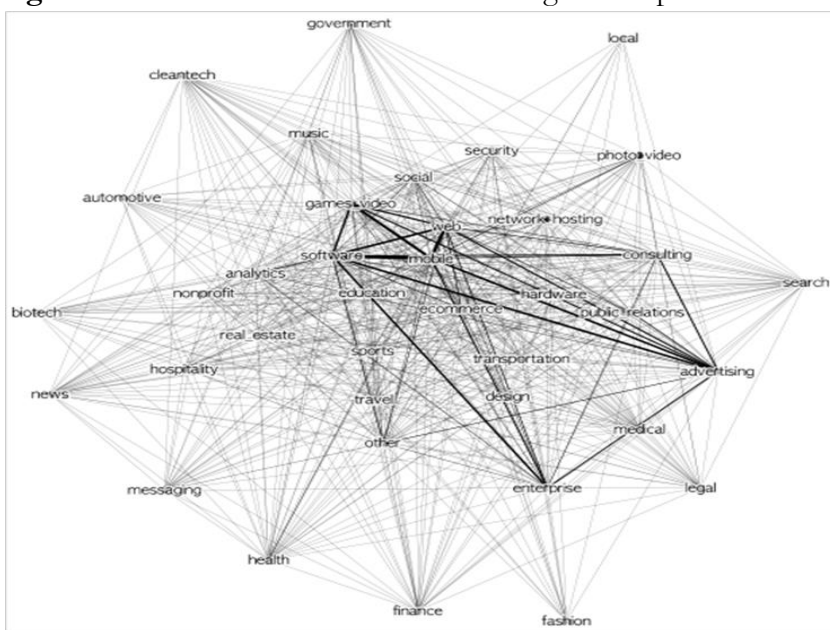 government
local
cleantech
music
security
photo video
social
automotive
games video
network hosting
web
software
mobile
consulting
analytics
search
nonprofit
education
hardware
biotech
ecommerce
public relations
real estate
sports
transportation
hospitality
advertising
news
travel
design
medical
other
messaging
enterprise
legal
health
finance
fashion